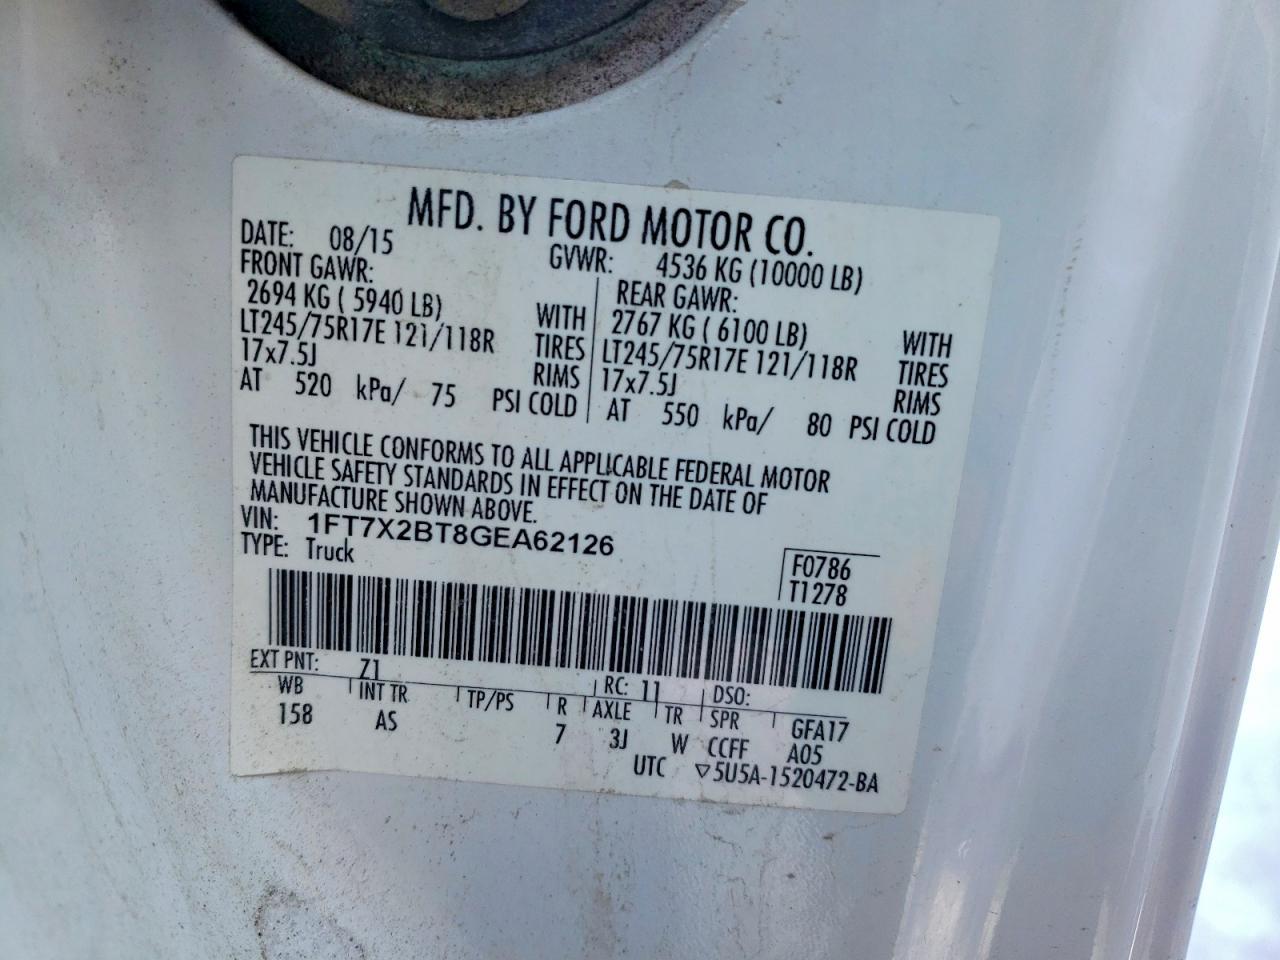 MFD. BY FORD MOTOR CO.
DATE: 08/15 GVWR: 4536 KG (10000 LB)
FRONT GAWR: REAR GAWR:
2694 KG ( 5940 LB) WITH 2767 KG ( 6100 LB) WITH
LT245/75R17E 121/118R TIRES LT245/75R17E 121/118R TIRES
17x7.5J RIMS 17x7.5J RIMS
AT 520 kPa/ 75 PSI COLD AT 550 kPa/ 80 PSI COLD
THIS VEHICLE CONFORMS TO ALL APPLICABLE FEDERAL MOTOR
VEHICLE SAFETY STANDARDS IN EFFECT ON THE DATE OF
MANUFACTURE SHOWN ABOVE.
VIN: 1FT7X2BT8GEA62126
TYPE: Truck
F0786
T1278
EXT PNT: Z1 RC: 11 DSO:
WB INT TR TP/PS R AXLE TR SPR GFA17
158 AS 7 3J W CCFF A05
UTC ▽5U5A-1520472-BA